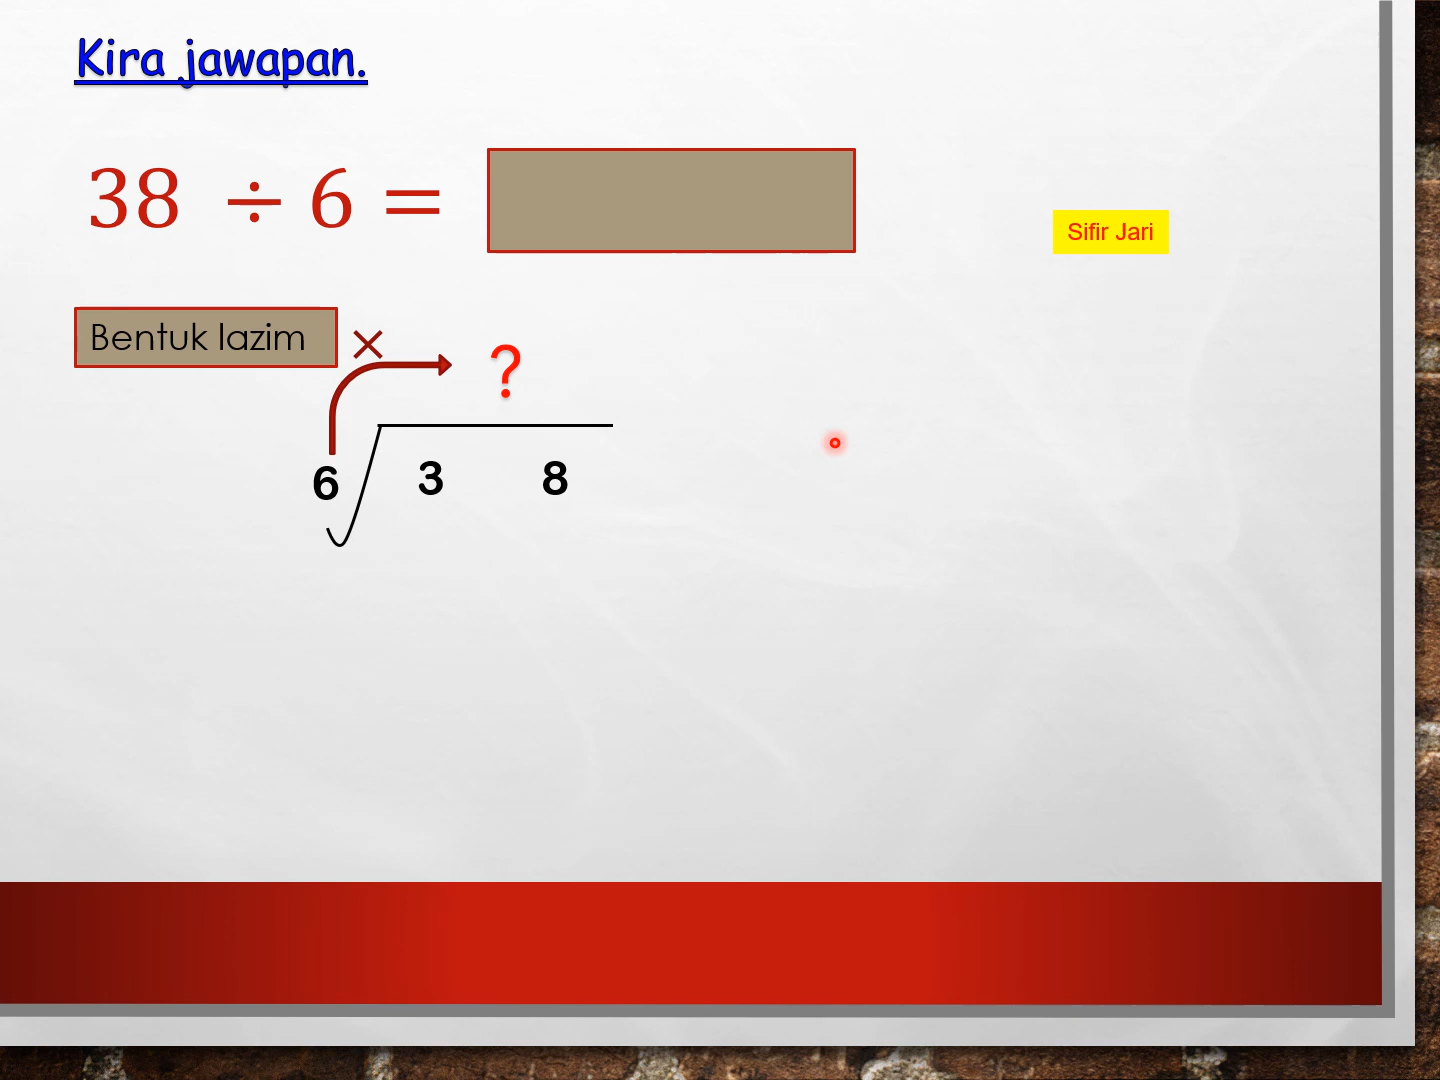 Kira jawapan.
38 ÷ 6 =
Sifir Jari
Bentuk lazim
×
?
6 3 8